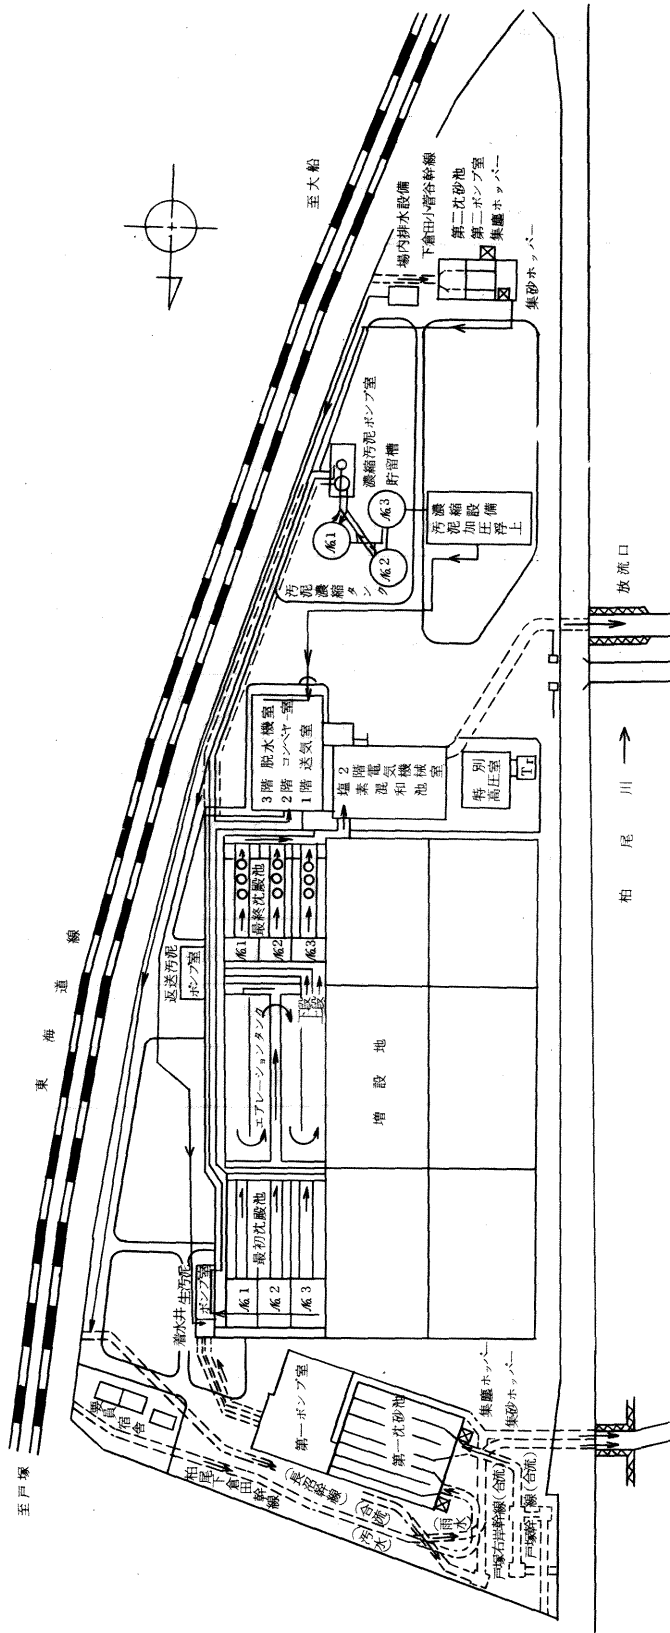 至大船
場内排水設備
下倉田小菅谷幹線
第二沈砂池
第二ポンプ室
集塵ホッパー
集砂ホッパー
濃縮汚泥ポンプ室
貯留槽
№1
№2
№3
汚泥濃縮タンク
濃縮設備
汚泥加圧浮上
放流口
3階 脱水機室
2階 コンベヤー室
1階 送気室
2階電気機械室
塩素混和池
特別
高圧室
Tr
柏尾川
東海道線
返送汚泥
ポンプ室
最終沈殿池
№1
№2
№3
エアレーションタンク
下段
上段
増設地
最初沈殿池
№1
№2
№3
着水井
生汚泥
ポンプ室
第一ポンプ室
第一沈砂池
集塵ホッパー
集砂ホッパー
至戸塚
要員宿舎
柏尾下倉田幹線
(長沼幹線)
(合流)
(汚水)
(雨水)
戸塚右岸幹線(合流)
戸塚幹線(合流)